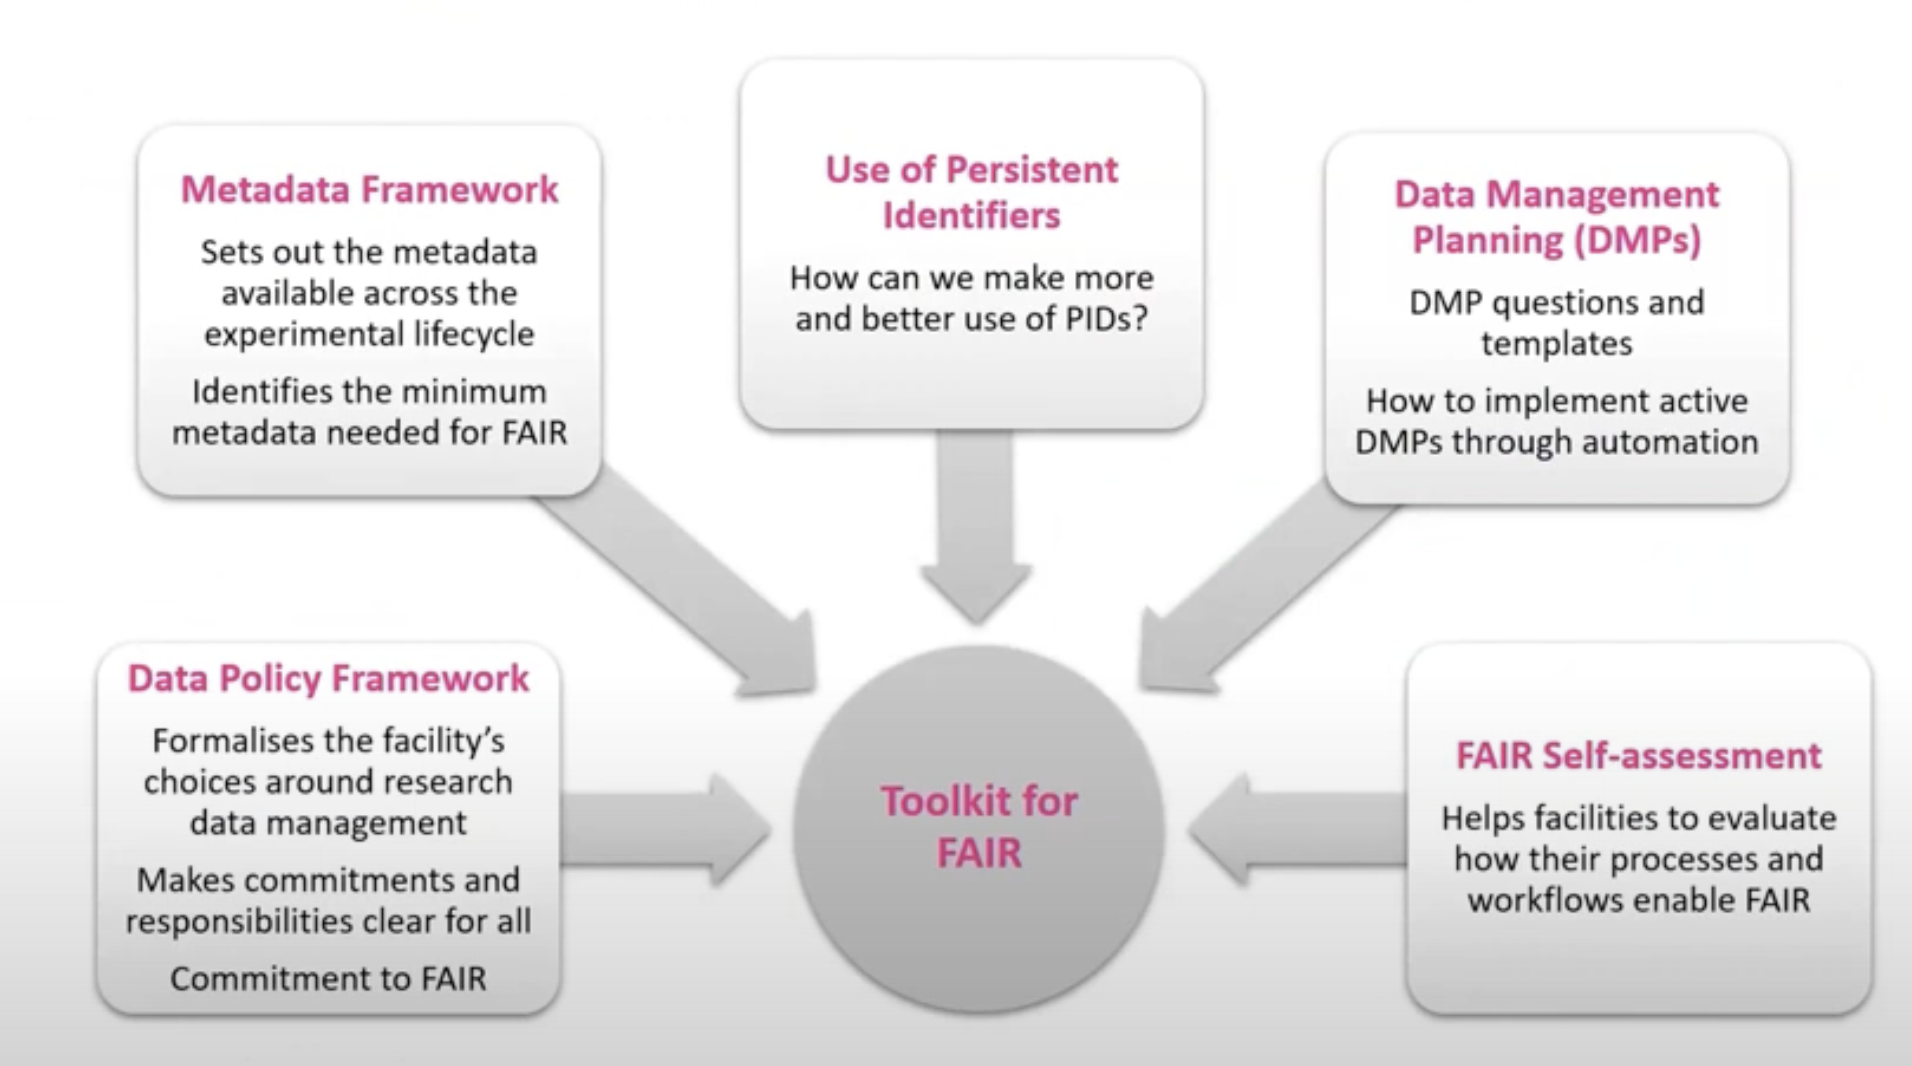 Metadata Framework
Sets out the metadata
available across the
experimental lifecycle
Identifies the minimum
metadata needed for FAIR
Use of Persistent
Identifiers
How can we make more
and better use of PIDs?
Data Management
Planning (DMPs)
DMP questions and
templates
How to implement active
DMPs through automation
Data Policy Framework
Formalises the facility’s
choices around research
data management
Makes commitments and
responsibilities clear for all
Commitment to FAIR
Toolkit for
FAIR
FAIR Self-assessment
Helps facilities to evaluate
how their processes and
workflows enable FAIR